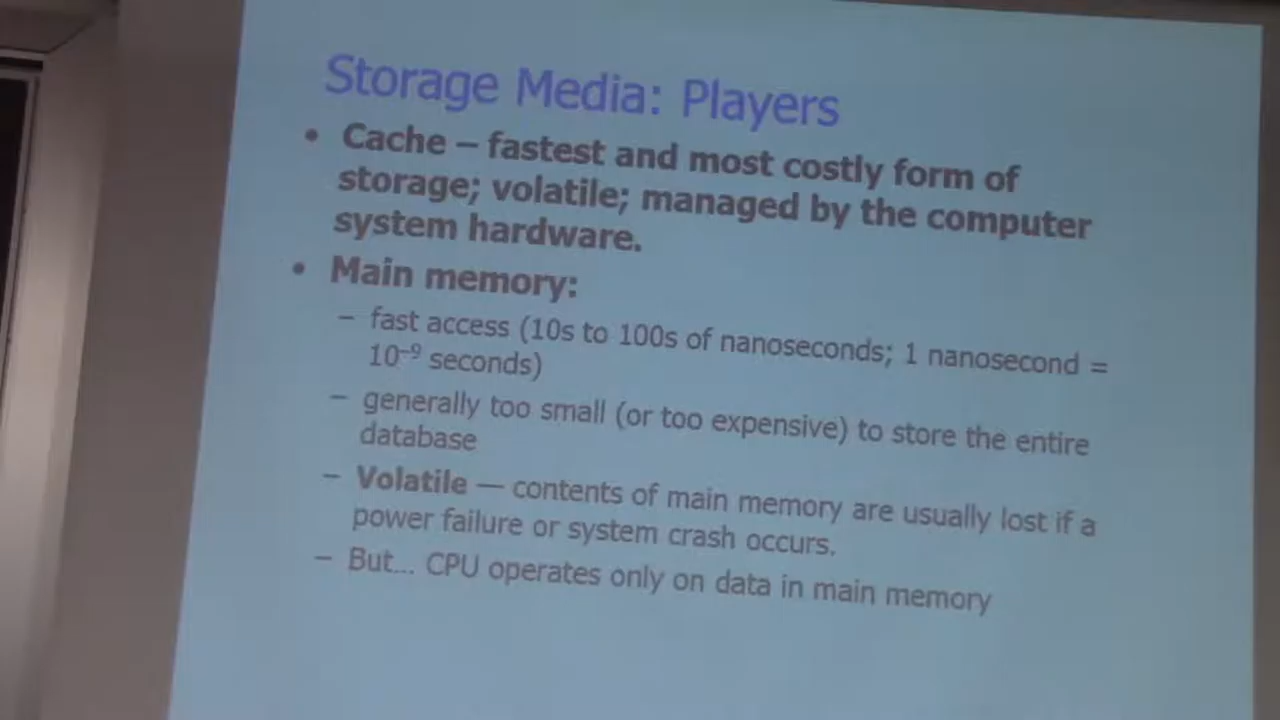 Storage Media: Players
• Cache – fastest and most costly form of
storage; volatile; managed by the computer
system hardware.
• Main memory:
– fast access (10s to 100s of nanoseconds; 1 nanosecond =
10⁻⁹ seconds)
– generally too small (or too expensive) to store the entire
database
– Volatile — contents of main memory are usually lost if a
power failure or system crash occurs.
– But... CPU operates only on data in main memory